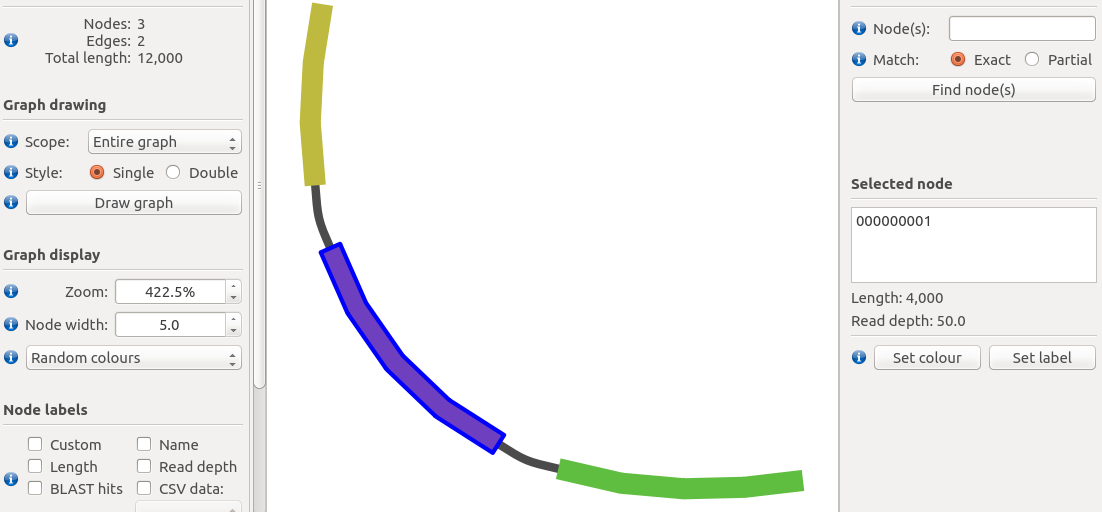 Nodes: 3
Edges: 2
Total length: 12,000
Graph drawing
Scope: Entire graph
Style: Single Double
Draw graph
Graph display
Zoom: 422.5%
Node width: 5.0
Random colours
Node labels
Custom Name
Length Read depth
BLAST hits CSV data:
Node(s):
Match: Exact Partial
Find node(s)
Selected node
000000001
Length: 4,000
Read depth: 50.0
Set colour Set label